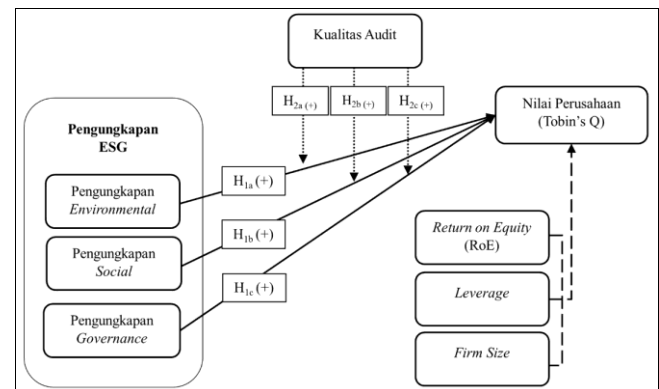 Kualitas Audit
H2a (+)
H2b (+)
H2c (+)
Nilai Perusahaan
(Tobin's Q)
Pengungkapan
ESG
Pengungkapan
Environmental
H1a (+)
Pengungkapan
Social
H1b (+)
Pengungkapan
Governance
H1c (+)
Return on Equity
(RoE)
Leverage
Firm Size